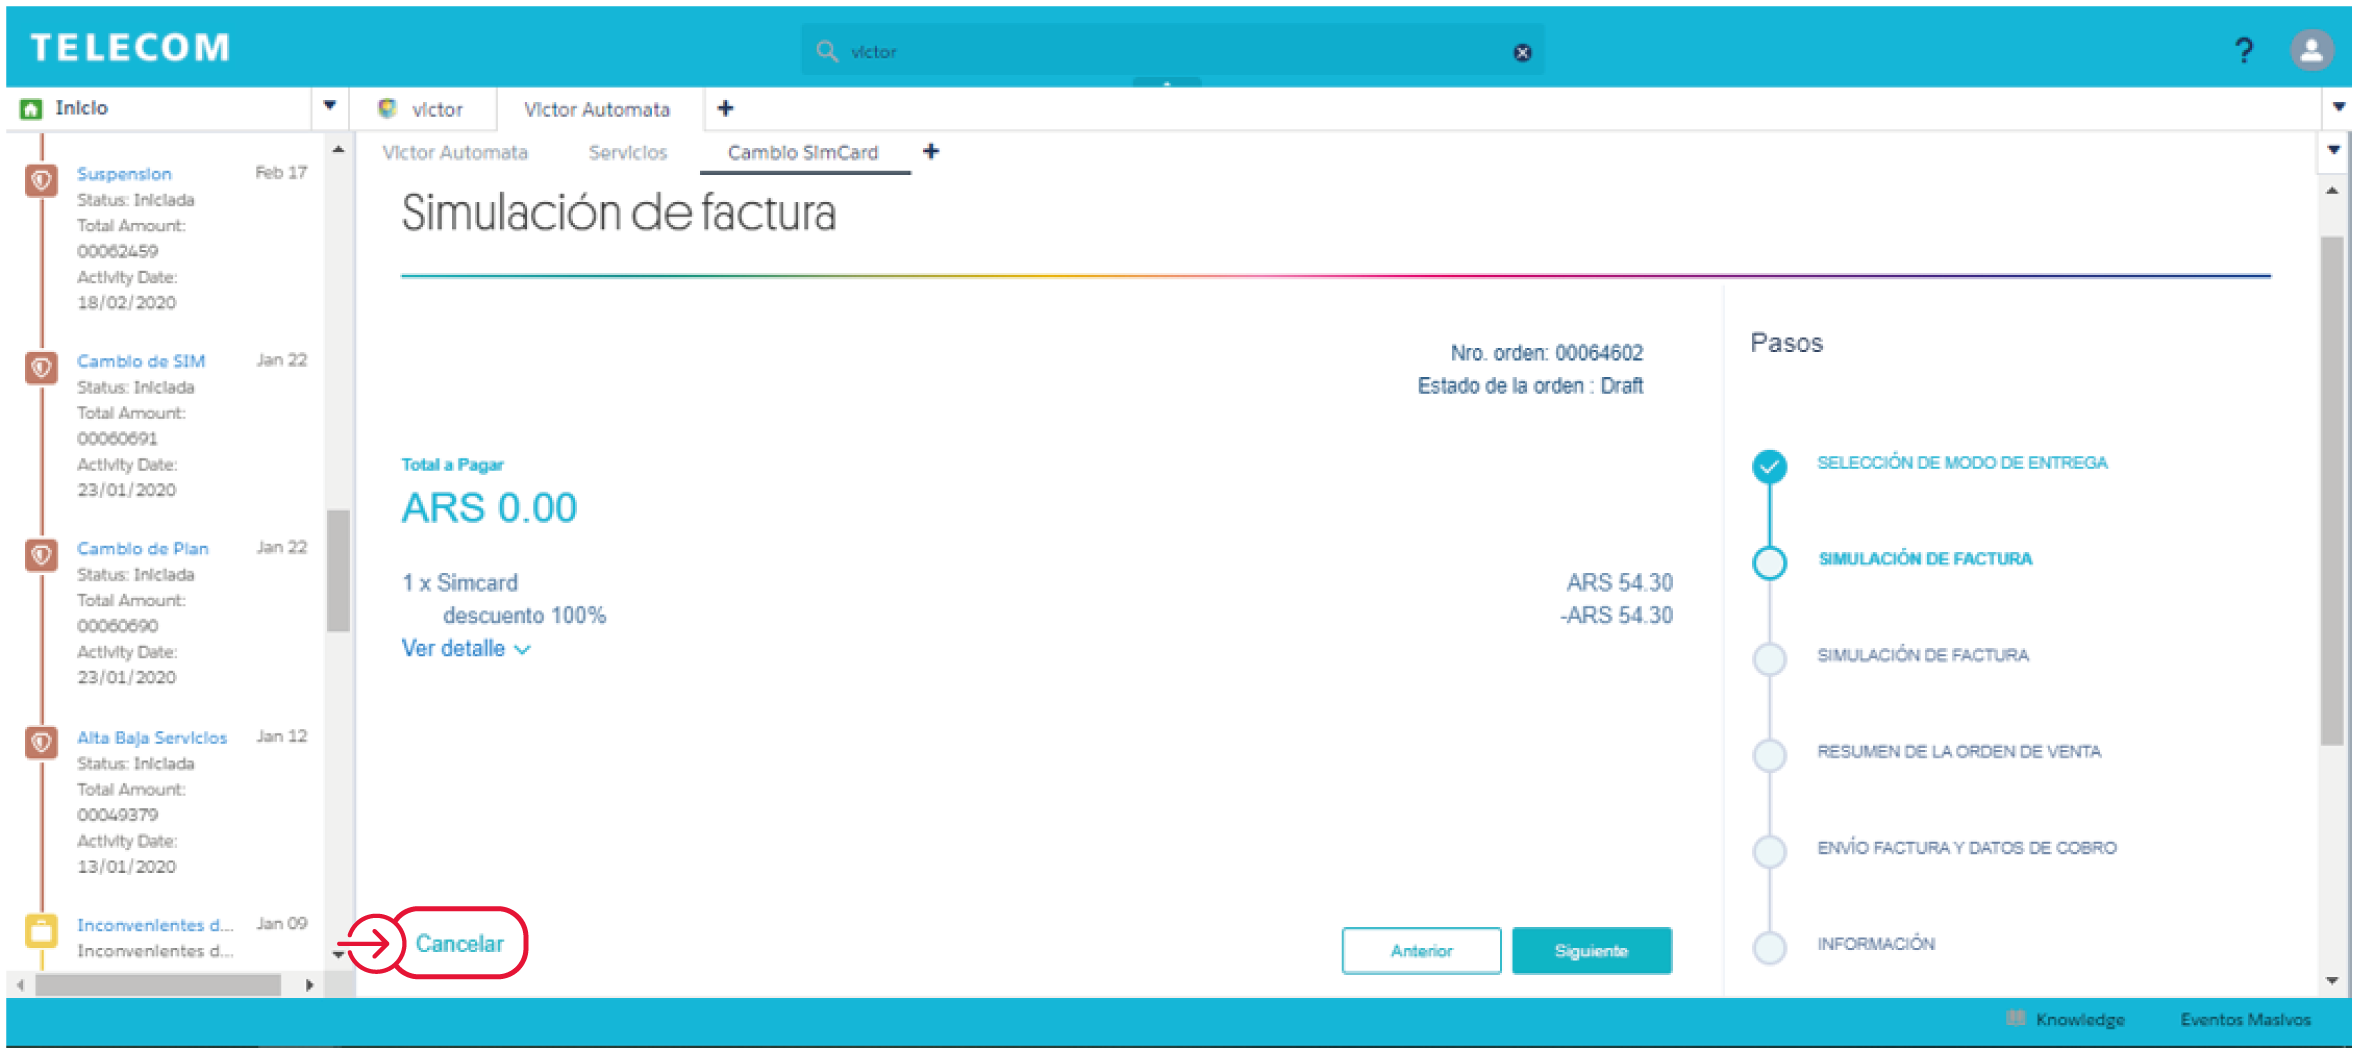 TELECOM
victor
?
Inicio
victor
Victor Automata
+
Victor Automata
Servicios
Cambio SimCard
+
Suspension
Feb 17
Status: Iniciada
Total Amount:
00062459
Activity Date:
18/02/2020
Cambio de SIM
Jan 22
Status: Iniciada
Total Amount:
00060691
Activity Date:
23/01/2020
Cambio de Plan
Jan 22
Status: Iniciada
Total Amount:
00060690
Activity Date:
23/01/2020
Alta Baja Servicios
Jan 12
Status: Iniciada
Total Amount:
00049379
Activity Date:
13/01/2020
Inconvenientes d...
Jan 09
Inconvenientes d...
Simulación de factura
Nro. orden: 00064602
Estado de la orden : Draft
Total a Pagar
ARS 0.00
1 x Simcard
ARS 54.30
descuento 100%
-ARS 54.30
Ver detalle
Cancelar
Anterior
Siguiente
Pasos
SELECCIÓN DE MODO DE ENTREGA
SIMULACIÓN DE FACTURA
SIMULACIÓN DE FACTURA
RESUMEN DE LA ORDEN DE VENTA
ENVÍO FACTURA Y DATOS DE COBRO
INFORMACIÓN
Knowledge
Eventos Masivos